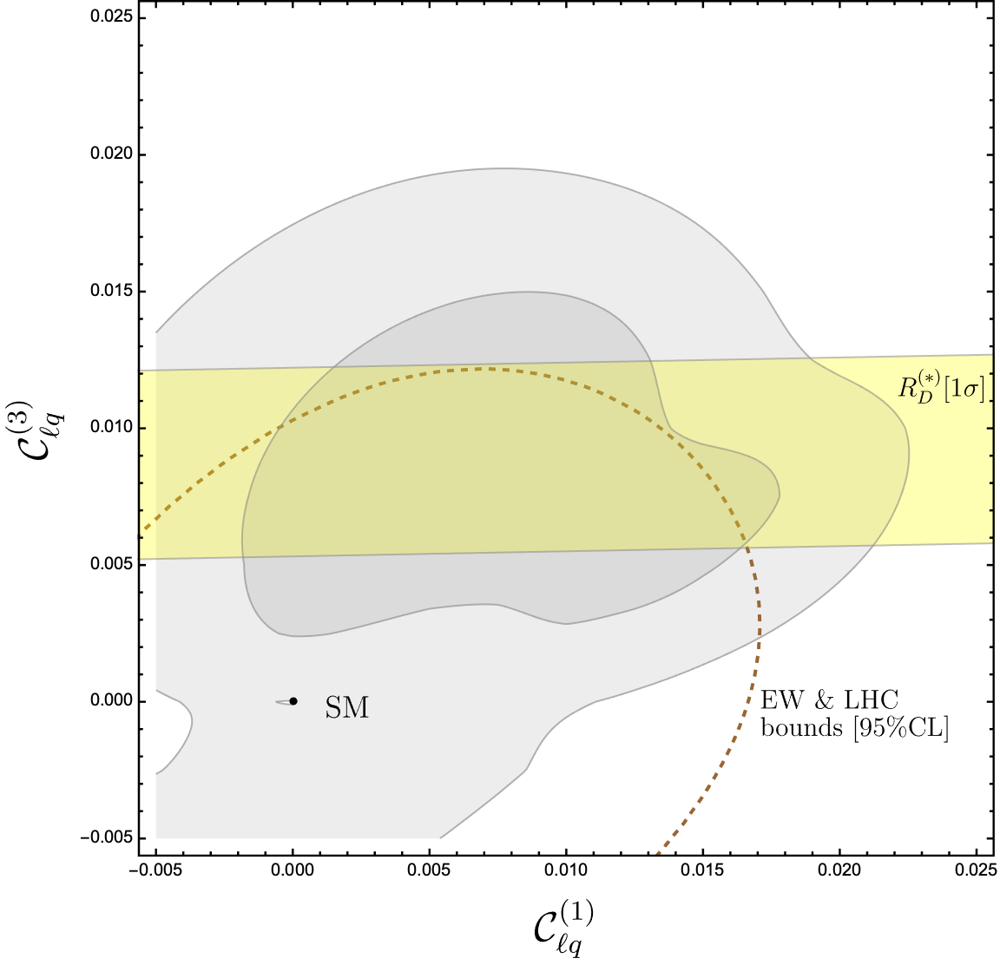 0.025
0.020
0.015
0.010
0.005
0.000
−0.005
−0.005 0.000 0.005 0.010 0.015 0.020 0.025
𝒞_{ℓq}^{(3)}
𝒞_{ℓq}^{(1)}
R_D^{(*)}[1σ]
SM
EW & LHC
bounds [95%CL]